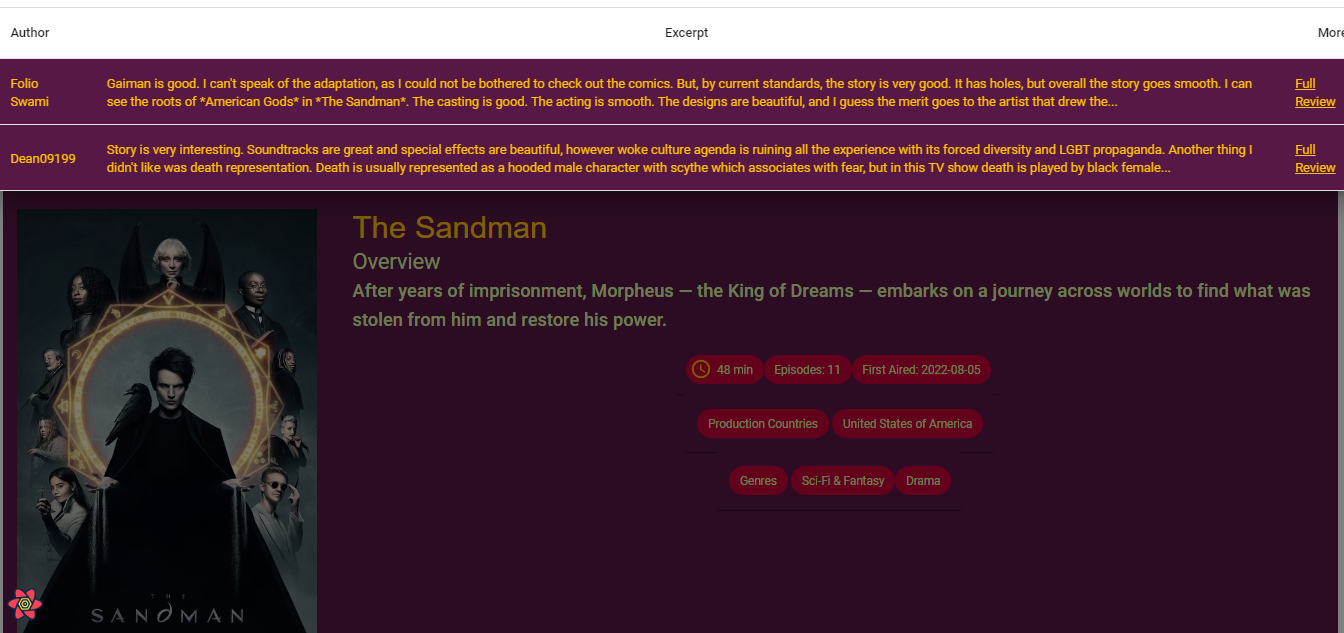 Author Excerpt More
Folio Gaiman is good. I can't speak of the adaptation, as I could not be bothered to check out the comics. But, by current standards, the story is very good. It has holes, but overall the story goes smooth. I can Full
Swami see the roots of *American Gods* in *The Sandman*. The casting is good. The acting is smooth. The designs are beautiful, and I guess the merit goes to the artist that drew the... Review
Story is very interesting. Soundtracks are great and special effects are beautiful, however woke culture agenda is ruining all the experience with its forced diversity and LGBT propaganda. Another thing I Full
Dean09199
didn't like was death representation. Death is usually represented as a hooded male character with scythe which associates with fear, but in this TV show death is played by black female... Review
The Sandman
Overview
After years of imprisonment, Morpheus — the King of Dreams — embarks on a journey across worlds to find what was
stolen from him and restore his power.
48 min Episodes: 11 First Aired: 2022-08-05
Production Countries United States of America
Genres Sci-Fi & Fantasy Drama
THE
SANDMAN